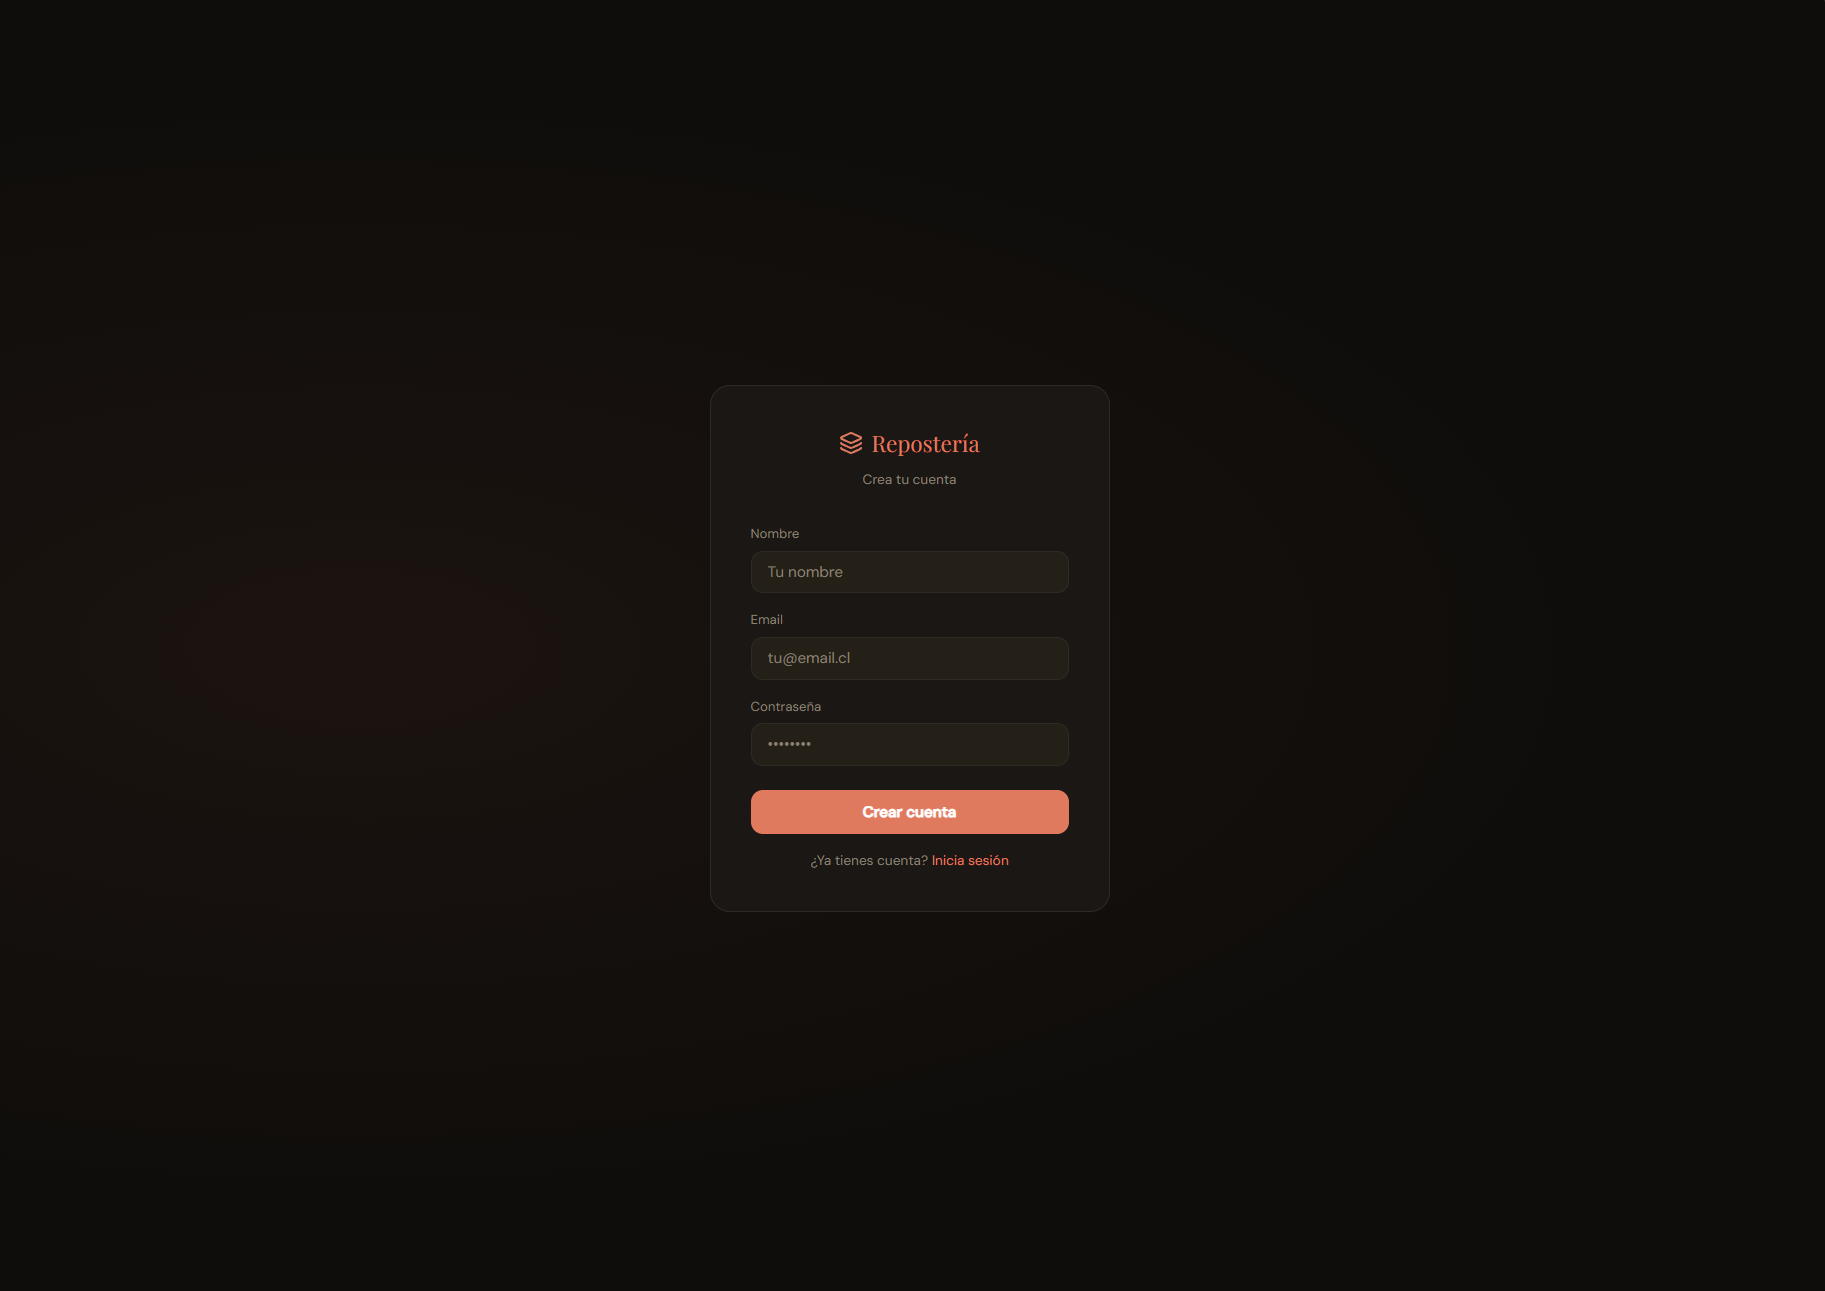 Repostería
Crea tu cuenta
Nombre
Tu nombre
Email
tu@email.cl
Contraseña
••••••••
Crear cuenta
¿Ya tienes cuenta? Inicia sesión